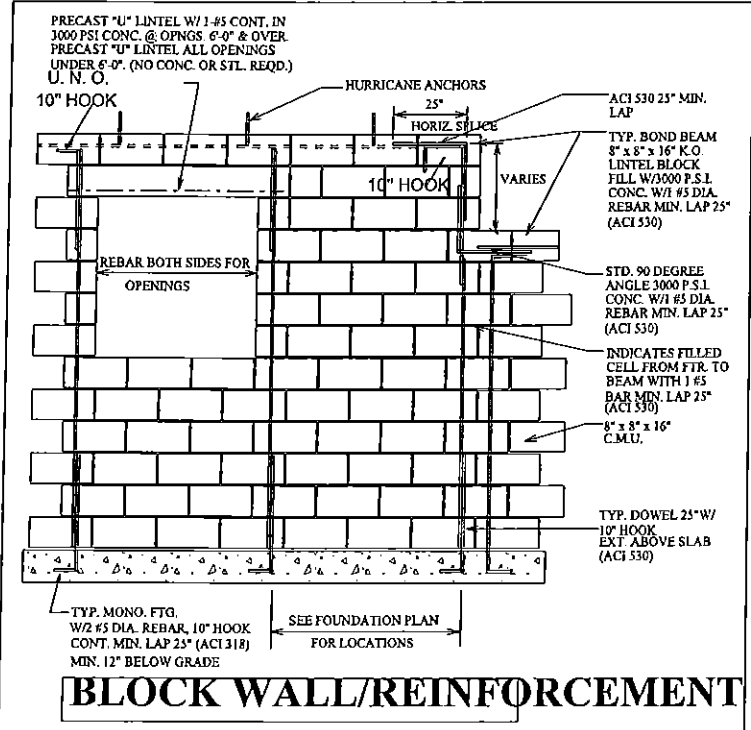 PRECAST "U" LINTEL W/ 1-#5 CONT. IN
3000 PSI CONC. @ OPNGS. 6'-0" & OVER.
PRECAST "U" LINTEL ALL OPENINGS
UNDER 6'-0". (NO CONC. OR STL. REQD.)
U. N. O.
10" HOOK
HURRICANE ANCHORS
25"
HORIZ. SPLICE
10" HOOK
VARIES
ACI 530 25" MIN.
LAP
TYP. BOND BEAM
8" x 8" x 16" K.O.
LINTEL BLOCK
FILL W/3000 P.S.I.
CONC. W/1 #5 DIA.
REBAR MIN. LAP 25"
(ACI 530)
REBAR BOTH SIDES FOR
OPENINGS
STD. 90 DEGREE
ANGLE 3000 P.S.I.
CONC. W/1 #5 DIA.
REBAR MIN. LAP 25"
(ACI 530)
INDICATES FILLED
CELL FROM FTR. TO
BEAM WITH 1 #5
BAR MIN. LAP 25"
(ACI 530)
8" x 8" x 16"
C.M.U.
TYP. DOWEL 25"W/
10" HOOK
EXT. ABOVE SLAB
(ACI 530)
TYP. MONO. FTG.
W/2 #5 DIA. REBAR, 10" HOOK
CONT. MIN. LAP 25" (ACI 318)
MIN. 12" BELOW GRADE
SEE FOUNDATION PLAN
FOR LOCATIONS
BLOCK WALL/REINFORCEMENT